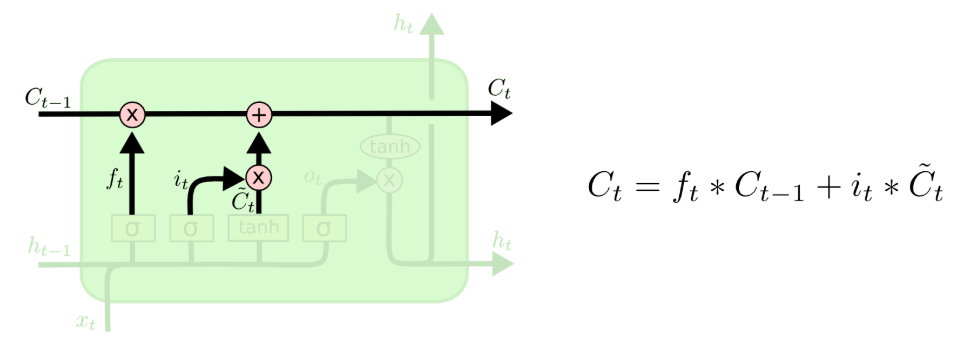 h_t
C_{t-1} x + C_t
tanh
f_t i_t x o_t x
C̃_t
σ σ tanh σ
h_{t-1} h_t
x_t
C_t = f_t * C_{t-1} + i_t * C̃_t